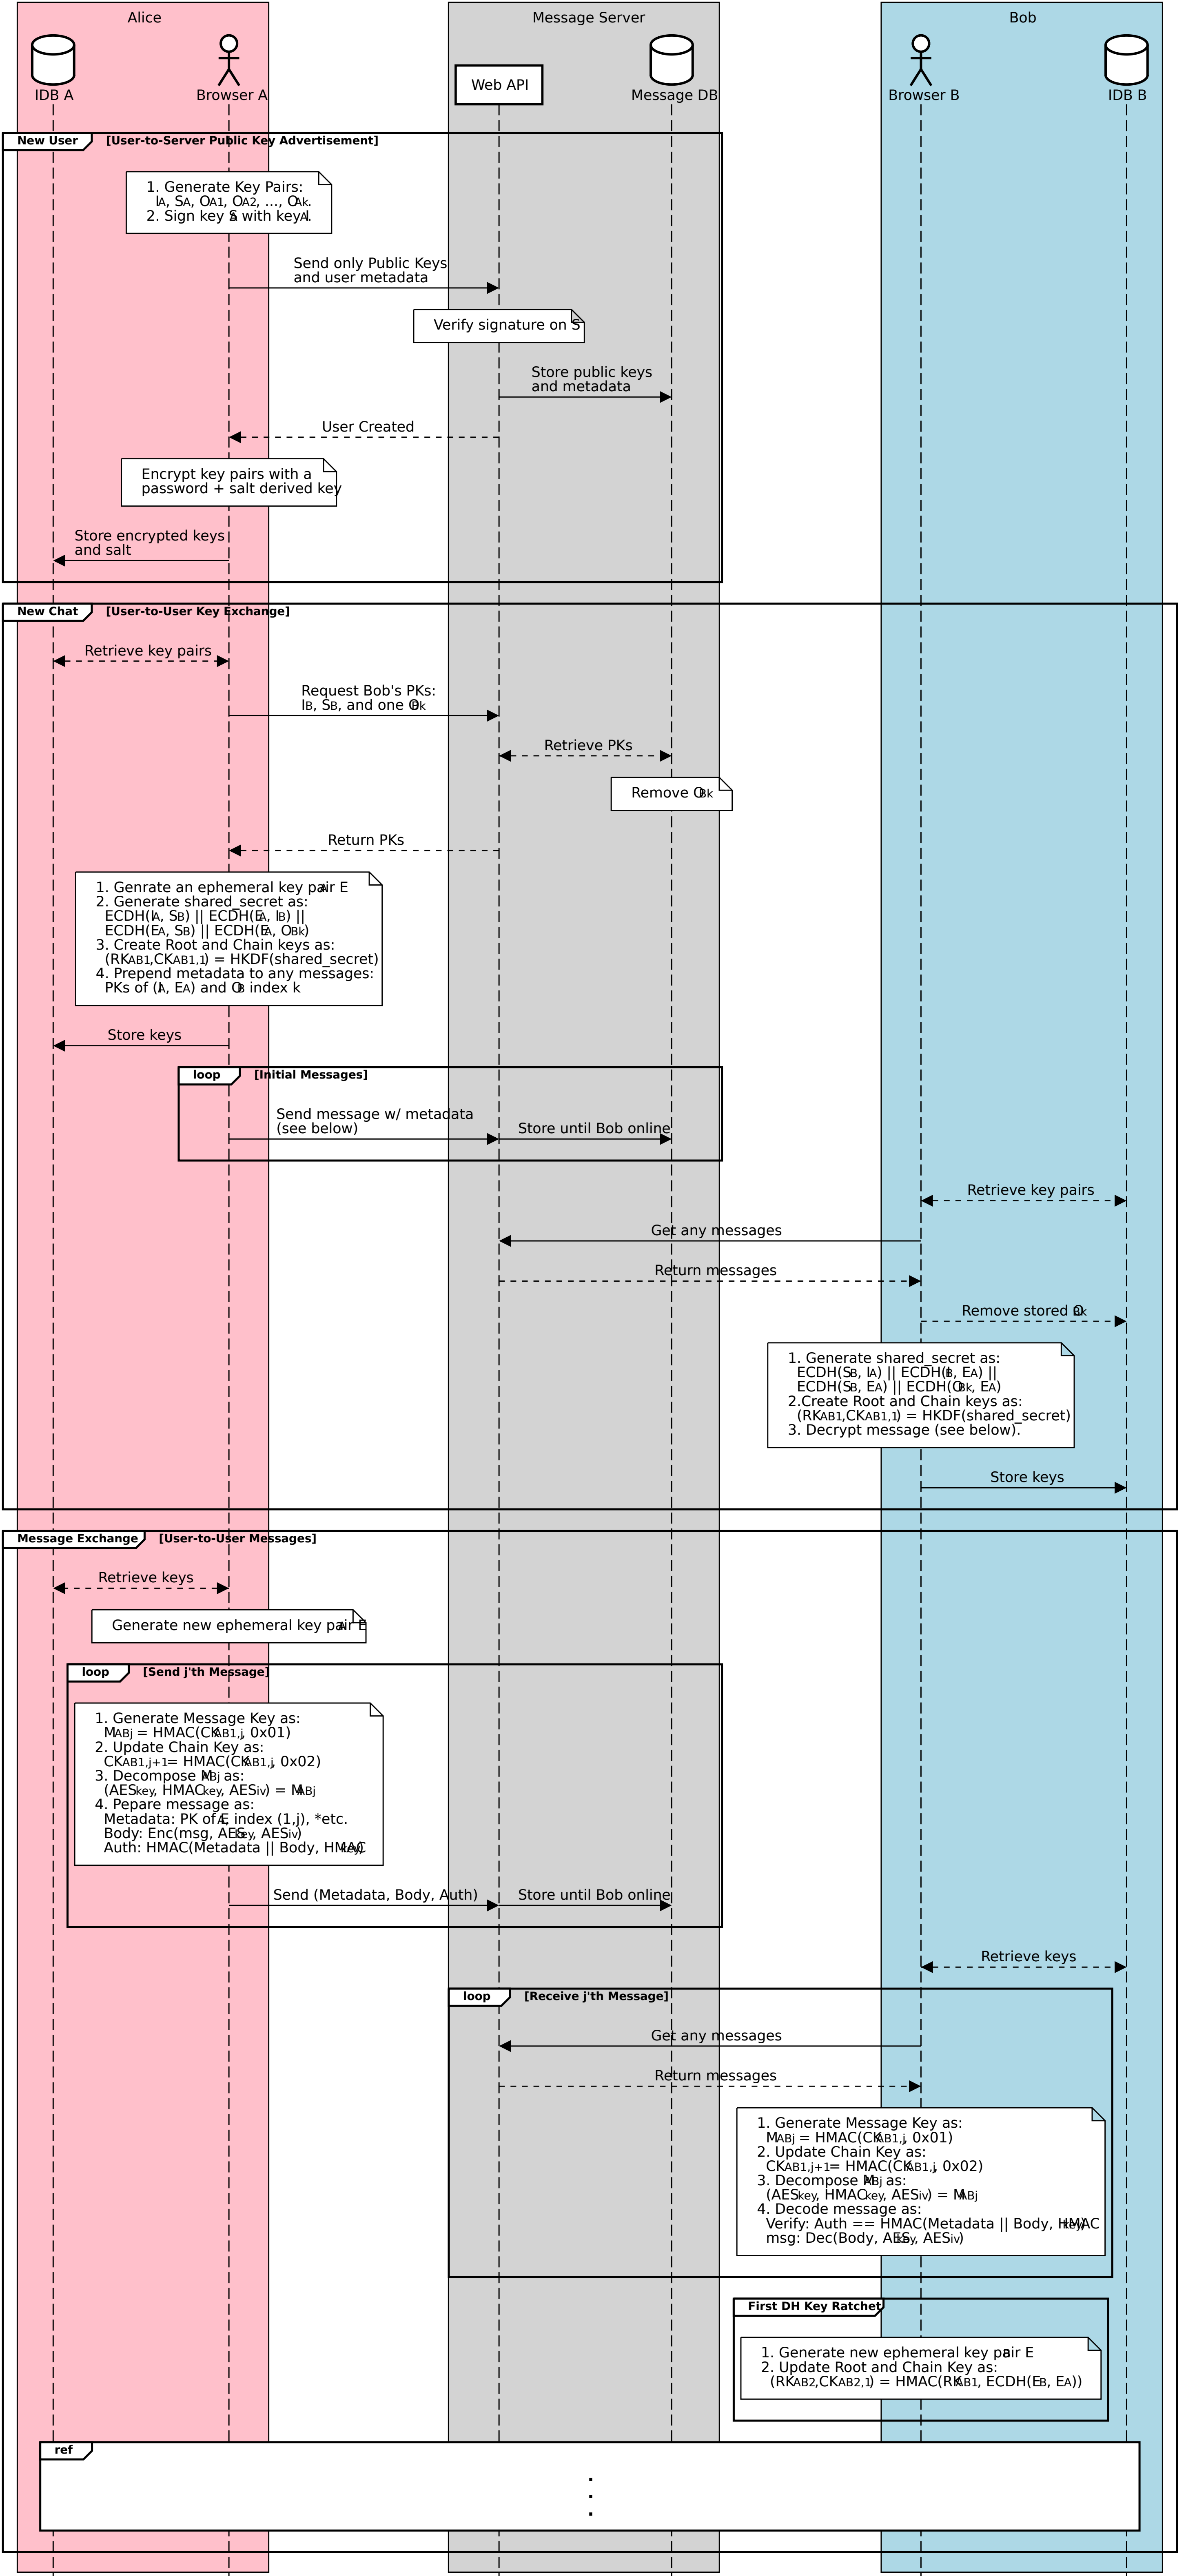 Alice
Message Server
Bob
IDB A
Browser A
Web API
Message DB
Browser B
IDB B
New User
[User-to-Server Public Key Advertisement]
1. Generate Key Pairs:
IA, SA, OA1, OA2, ..., OAk.
2. Sign key SA with key IA.
Send only Public Keys
and user metadata
Verify signature on S
Store public keys
and metadata
User Created
Encrypt key pairs with a
password + salt derived key
Store encrypted keys
and salt
New Chat
[User-to-User Key Exchange]
Retrieve key pairs
Request Bob's PKs:
IB, SB, and one OBk
Retrieve PKs
Remove OBk
Return PKs
1. Genrate an ephemeral key pair EA
2. Generate shared_secret as:
ECDH(IA, SB) || ECDH(EA, IB) ||
ECDH(EA, SB) || ECDH(EA, OBk)
3. Create Root and Chain keys as:
(RKAB1,CKAB1,1) = HKDF(shared_secret)
4. Prepend metadata to any messages:
PKs of (IA, EA) and OB index k
Store keys
loop
[Initial Messages]
Send message w/ metadata
(see below)
Store until Bob online
Retrieve key pairs
Get any messages
Return messages
Remove stored OBk
1. Generate shared_secret as:
ECDH(SB, IA) || ECDH(IB, EA) ||
ECDH(SB, EA) || ECDH(OBk, EA)
2.Create Root and Chain keys as:
(RKAB1,CKAB1,1) = HKDF(shared_secret)
3. Decrypt message (see below).
Store keys
Message Exchange
[User-to-User Messages]
Retrieve keys
Generate new ephemeral key pair EA
loop
[Send j'th Message]
1. Generate Message Key as:
MABj = HMAC(CKAB1,j, 0x01)
2. Update Chain Key as:
CKAB1,j+1= HMAC(CKAB1,j, 0x02)
3. Decompose MABj as:
(AESkey, HMACkey, AESiv) = MABj
4. Pepare message as:
Metadata: PK of EA, index (1,j), *etc.
Body: Enc(msg, AESkey, AESiv)
Auth: HMAC(Metadata || Body, HMACkey)
Send (Metadata, Body, Auth)
Store until Bob online
Retrieve keys
loop
[Receive j'th Message]
Get any messages
Return messages
1. Generate Message Key as:
MABj = HMAC(CKAB1,j, 0x01)
2. Update Chain Key as:
CKAB1,j+1= HMAC(CKAB1,j, 0x02)
3. Decompose MABj as:
(AESkey, HMACkey, AESiv) = MABj
4. Decode message as:
Verify: Auth == HMAC(Metadata || Body, HMACkey)
msg: Dec(Body, AESkey, AESiv)
First DH Key Ratchet
1. Generate new ephemeral key pair EB
2. Update Root and Chain Key as:
(RKAB2,CKAB2,1) = HMAC(RKAB1, ECDH(EB, EA))
ref
.
.
.